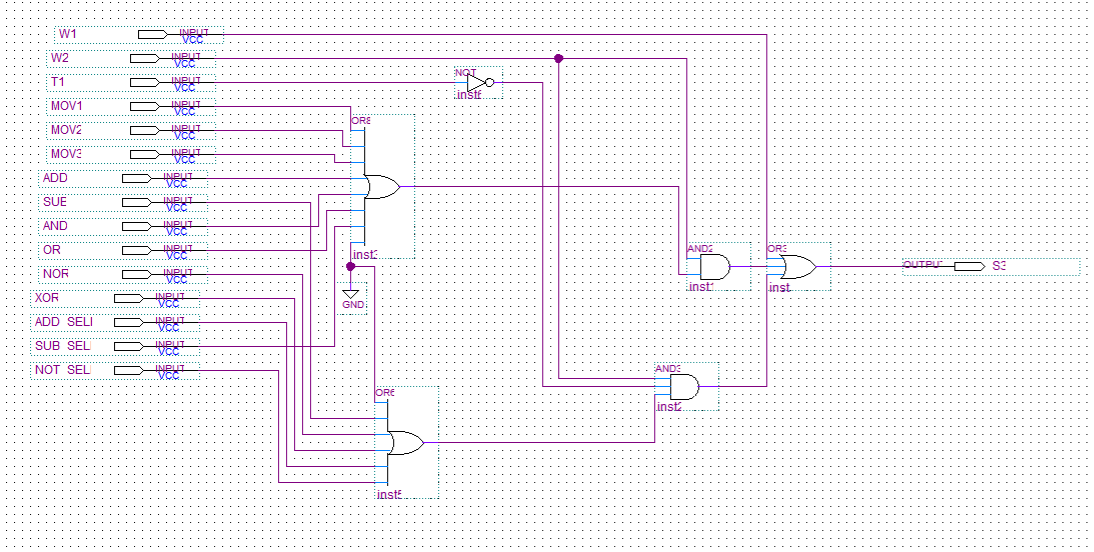 W1 INPUT VCC
W2 INPUT VCC
T1 INPUT VCC NOT inst6
MOV1 INPUT VCC
MOV2 INPUT VCC OR8
MOV3 INPUT VCC
ADD INPUT VCC
SUE INPUT VCC
AND INPUT VCC
OR INPUT VCC inst3 AND2 OR3
NOR INPUT VCC inst1 inst OUTPUT S3
XOR INPUT VCC GND
ADD SELI INPUT VCC
SUB SELI INPUT VCC
NOT SELI INPUT VCC AND3
OR6 inst2
inst5